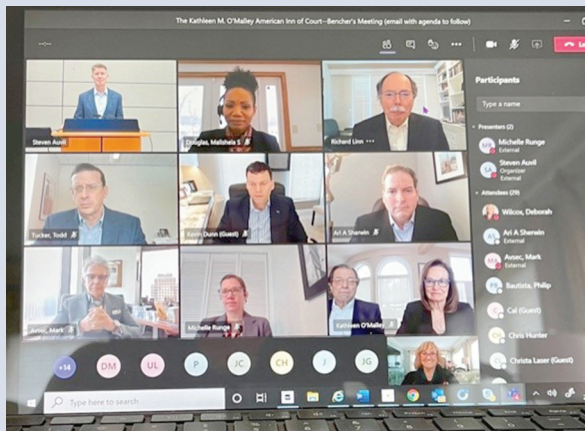 The Kathleen M. O'Malley American Inn of Court--Bencher's Meeting (email with agenda to follow)
Steven Auvil
Douglas, Malisheia S
Richard Linn
Tucker, Todd
Kevin Dunn (Guest)
Ari A Sherwin
Avsec, Mark
Michelle Runge
Kathleen O'Malley
+14
DM
UL
P
JC
CH
J
JG
Participants
Type a name
Presenters (2)
Michelle Runge
External
Steven Auvil
Organizer
External
Attendees (29)
Wilcox, Deborah
Ari A Sherwin
External
Avsec, Mark
External
Bautista, Philip
Cal (Guest)
Chris Hunter
Christa Laser (Guest)
Type here to search